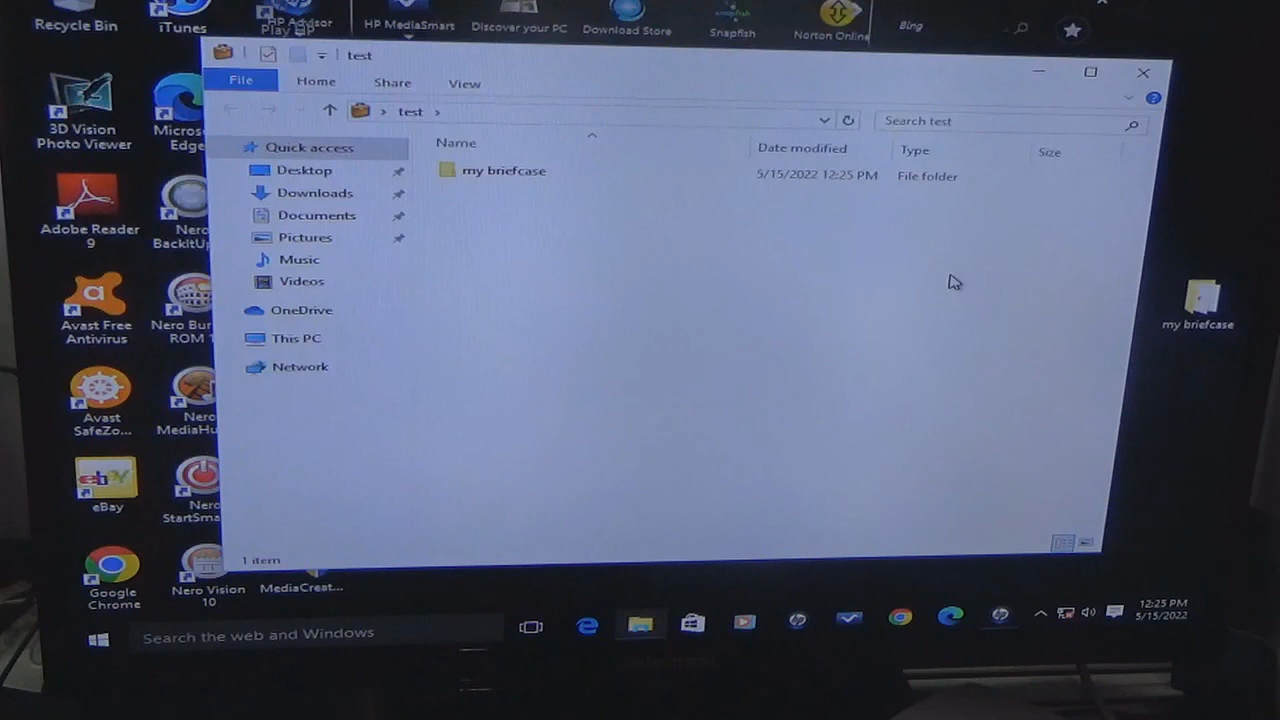 Recycle Bin
iTunes
HP Advisor
Play HP
HP MediaSmart
Discover your PC
Download Store
Snapfish
Norton Online
Bing
test
File
Home
Share
View
test
Search test
Quick access
Desktop
Downloads
Documents
Pictures
Music
Videos
OneDrive
This PC
Network
Name
Date modified
Type
Size
my briefcase
5/15/2022 12:25 PM
File folder
1 item
3D Vision
Photo Viewer
Micros
Edge
Adobe Reader
9
Nero
BackItUp
Avast Free
Antivirus
Nero Bur
ROM 1
Avast
SafeZo...
Nero
MediaHu
eBay
Nero
StartSma
Google
Chrome
Nero Vision
10
MediaCreat...
my briefcase
Search the web and Windows
12:25 PM
5/15/2022